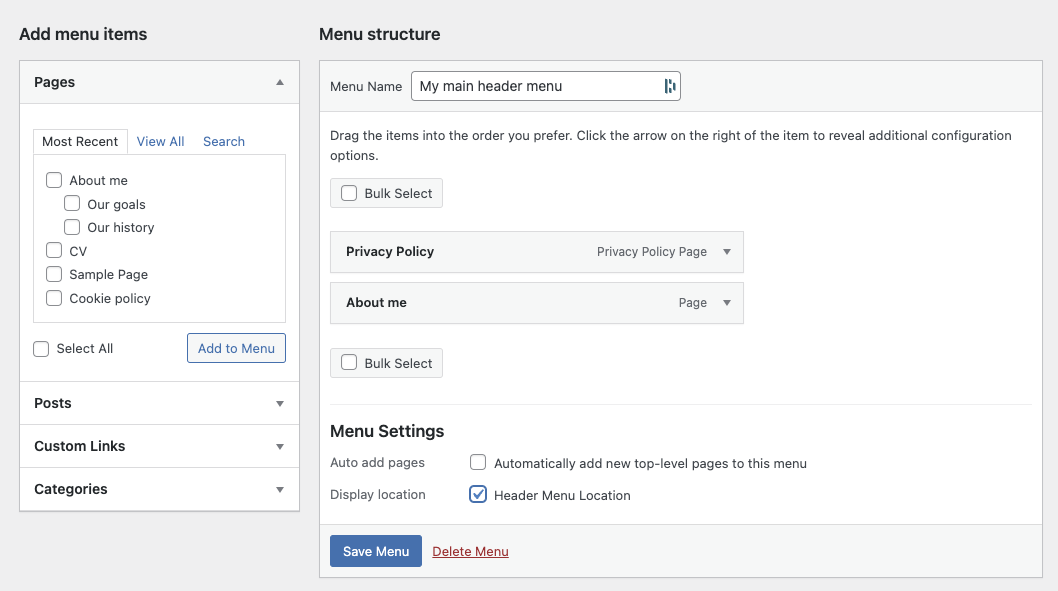 Add menu items
Pages
Most Recent View All Search
About me
Our goals
Our history
CV
Sample Page
Cookie policy
Select All Add to Menu
Posts
Custom Links
Categories
Menu structure
Menu Name My main header menu
Drag the items into the order you prefer. Click the arrow on the right of the item to reveal additional configuration
options.
Bulk Select
Privacy Policy Privacy Policy Page
About me Page
Bulk Select
Menu Settings
Auto add pages Automatically add new top-level pages to this menu
Display location Header Menu Location
Save Menu Delete Menu